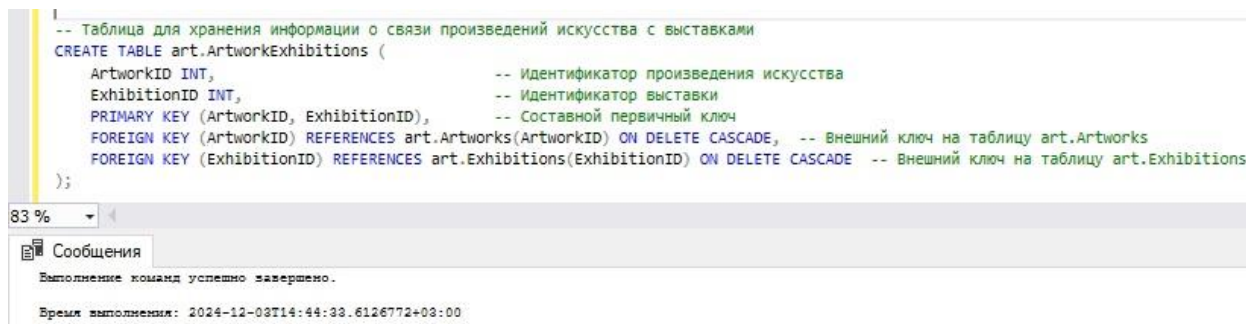 -- Таблица для хранения информации о связи произведений искусства с выставками
CREATE TABLE art.ArtworkExhibitions (
ArtworkID INT, -- Идентификатор произведения искусства
ExhibitionID INT, -- Идентификатор выставки
PRIMARY KEY (ArtworkID, ExhibitionID), -- Составной первичный ключ
FOREIGN KEY (ArtworkID) REFERENCES art.Artworks(ArtworkID) ON DELETE CASCADE, -- Внешний ключ на таблицу art.Artworks
FOREIGN KEY (ExhibitionID) REFERENCES art.Exhibitions(ExhibitionID) ON DELETE CASCADE -- Внешний ключ на таблицу art.Exhibitions
);
83 %
Сообщения
Выполнение команд успешно завершено.
Время выполнения: 2024-12-03T14:44:33.6126772+03:00